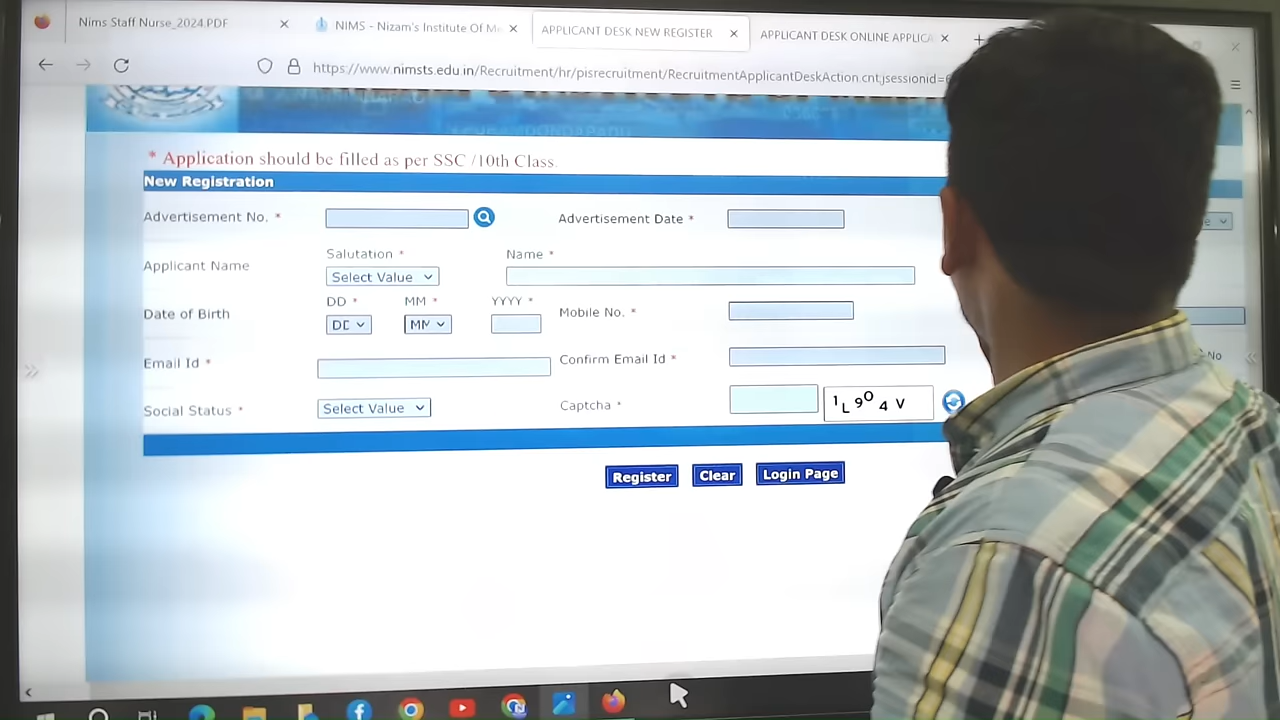 Nims Staff Nurse_2024.PDF
NIMS - Nizam's Institute Of Me
APPLICANT DESK NEW REGISTER
APPLICANT DESK ONLINE APPLICA
https://www.nimsts.edu.in/Recruitment/hr/pisrecruitment/RecruitmentApplicantDeskAction.cnt;jsessionid=
* Application should be filled as per SSC /10th Class.
New Registration
Advertisement No. *
Advertisement Date *
Applicant Name
Salutation *
Select Value
Name *
Date of Birth
DD *
MM *
YYYY *
DD
MM
Mobile No. *
Email Id *
Confirm Email Id *
No
Social Status *
Select Value
Captcha *
1L9O4V
Register
Clear
Login Page